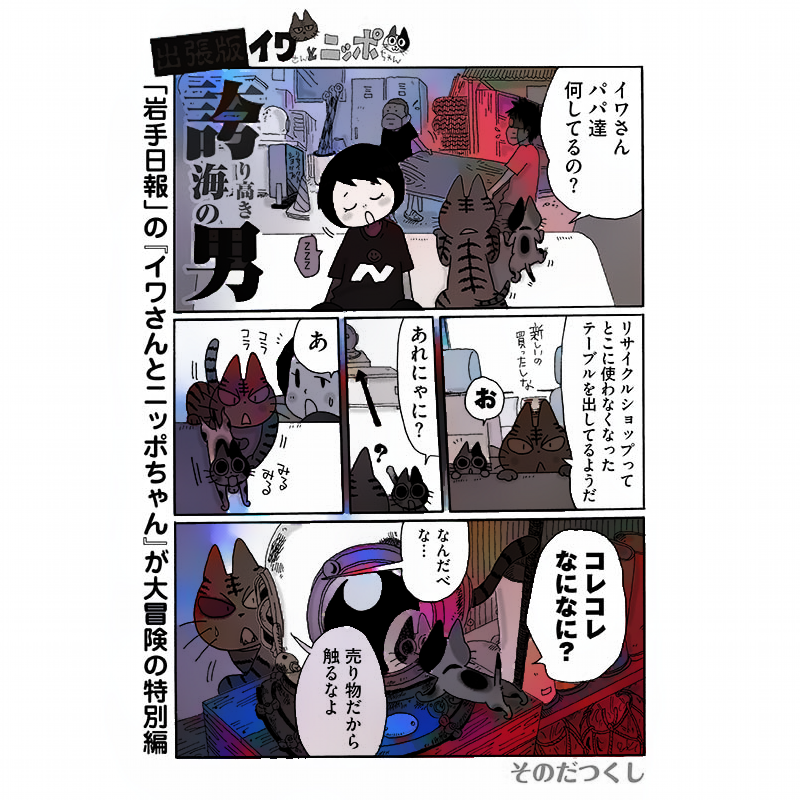 出張版 イワさんとニッポちゃん
「岩手日報」の『イワさんとニッポちゃん』が大冒険の特別編
誇り高き
海の
男
イワさん
パパ達
何してるの？
ZZZ
リサイクルショップって
とこに使わなくなった
テーブルを出してるようだ
新しいの
買ったしな
お
あれにゃに？
?
あ
コラ
コラ
みる
みる
コレコレ
なになに？
なんだべ
な…
売り物だから
触るなよ
そのだつくし